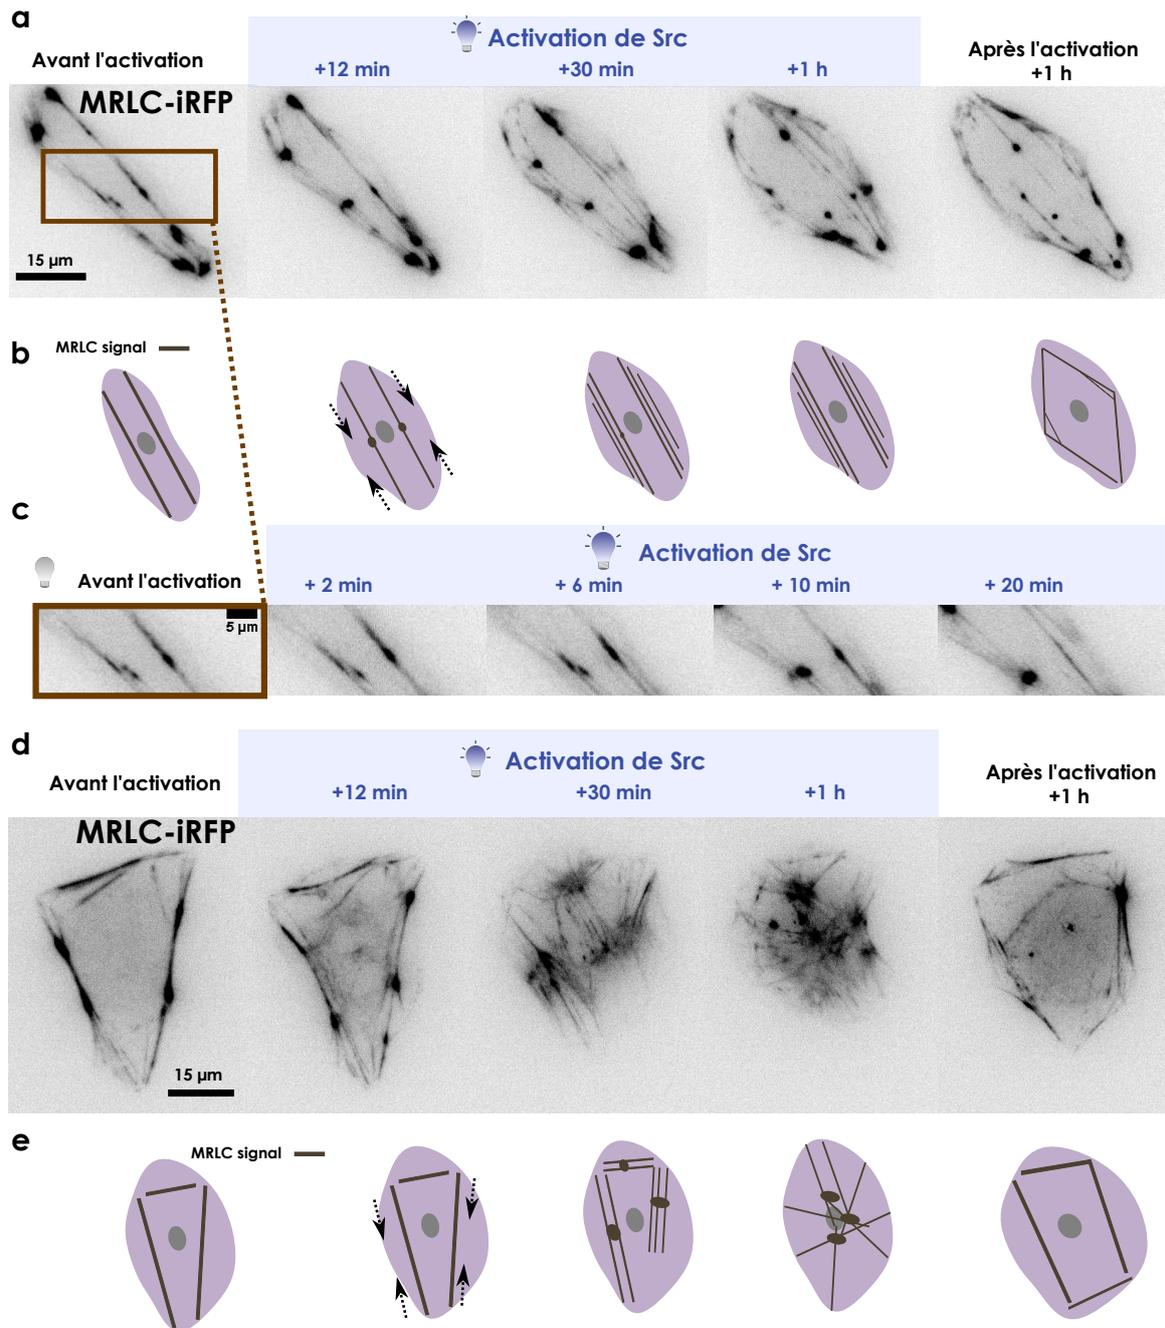 a
Activation de Src
Avant l'activation
+12 min
+30 min
+1 h
Après l'activation
+1 h
MRLC-iRFP
15 µm
b
MRLC signal
c
Activation de Src
Avant l'activation
+ 2 min
+ 6 min
+ 10 min
+ 20 min
5 µm
d
Activation de Src
Avant l'activation
+12 min
+30 min
+1 h
Après l'activation
+1 h
MRLC-iRFP
15 µm
e
MRLC signal